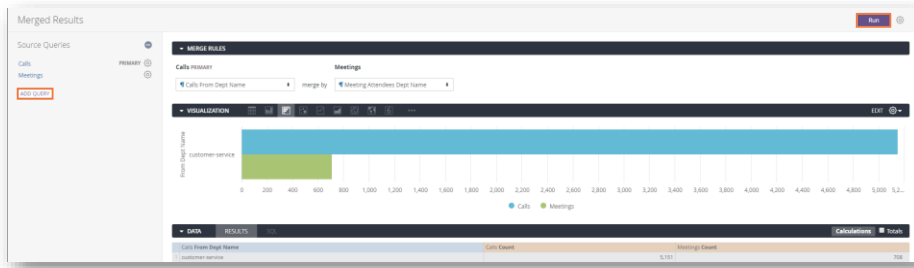 Merged Results
Run
Source Queries
Calls PRIMARY
Meetings
ADD QUERY
MERGE RULES
Calls PRIMARY Meetings
Calls From Dept Name merge by Meeting Attendees Dept Name
VISUALIZATION ... EDIT
From Dept Name
customer-service
0 200 400 600 800 1,000 1,200 1,400 1,600 1,800 2,000 2,200 2,400 2,600 2,800 3,000 3,200 3,400 3,600 3,800 4,000 4,200 4,400 4,600 4,800 5,000 5,2...
Calls Meetings
DATA RESULTS SQL Calculations Totals
Calls From Dept Name Calls Count Meetings Count
1 customer-service 5,151 708